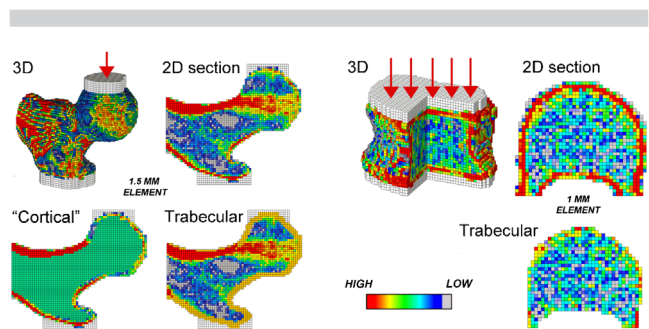 3D
2D section
1.5 MM
ELEMENT
“Cortical”
Trabecular
3D
2D section
1 MM
ELEMENT
Trabecular
HIGH
LOW